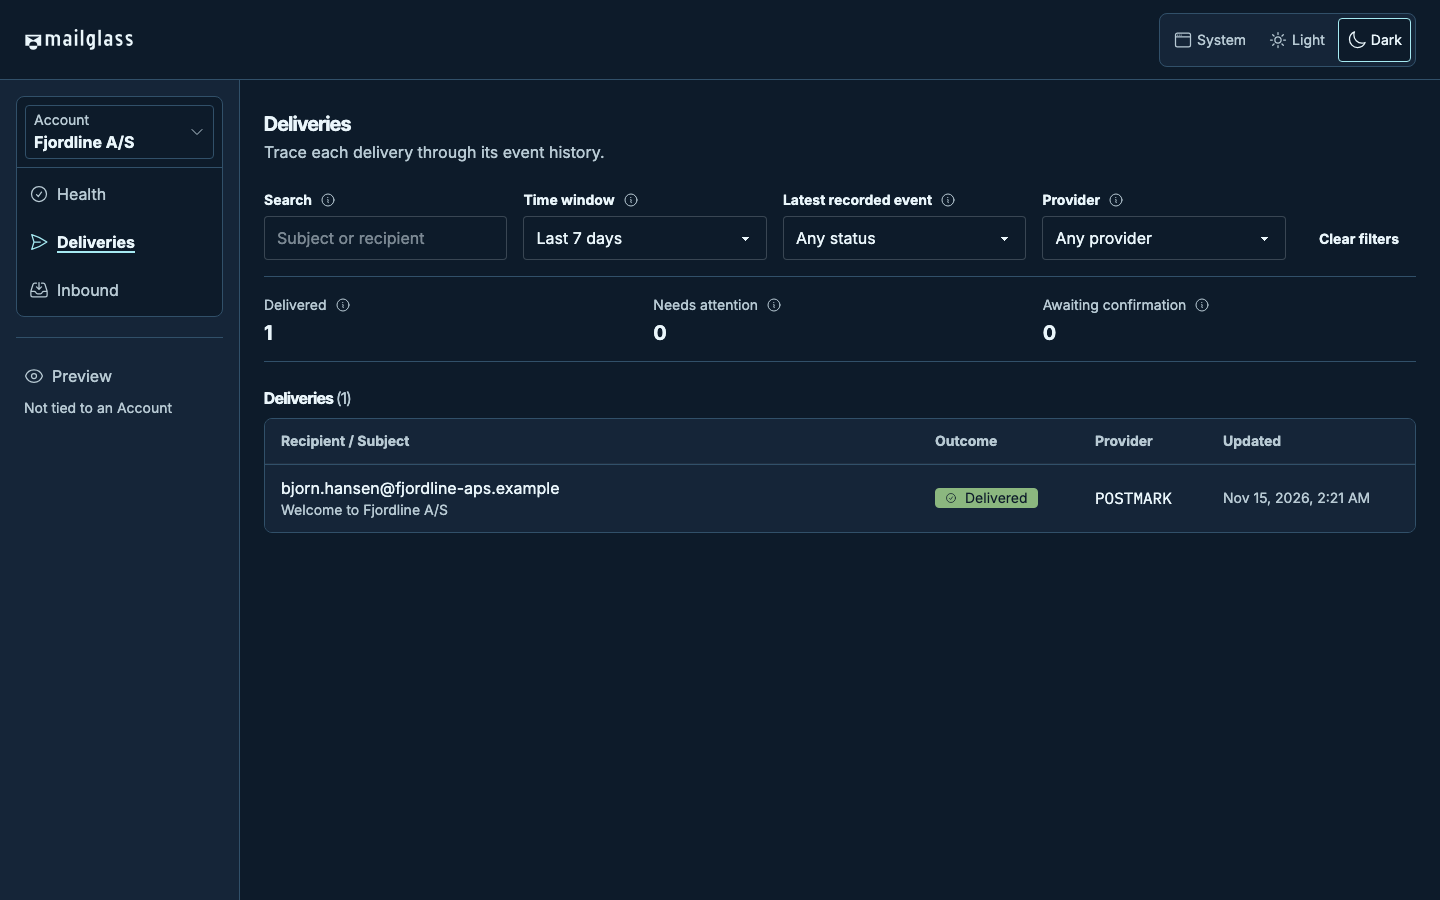 mailglass
System
Light
Dark
Account
Fjordline A/S
Health
Deliveries
Inbound
Preview
Not tied to an Account
Deliveries
Trace each delivery through its event history.
Search
Time window
Latest recorded event
Provider
Subject or recipient
Last 7 days
Any status
Any provider
Clear filters
Delivered
Needs attention
Awaiting confirmation
1
0
0
Deliveries (1)
Recipient / Subject
Outcome
Provider
Updated
bjorn.hansen@fjordline-aps.example
Welcome to Fjordline A/S
Delivered
POSTMARK
Nov 15, 2026, 2:21 AM